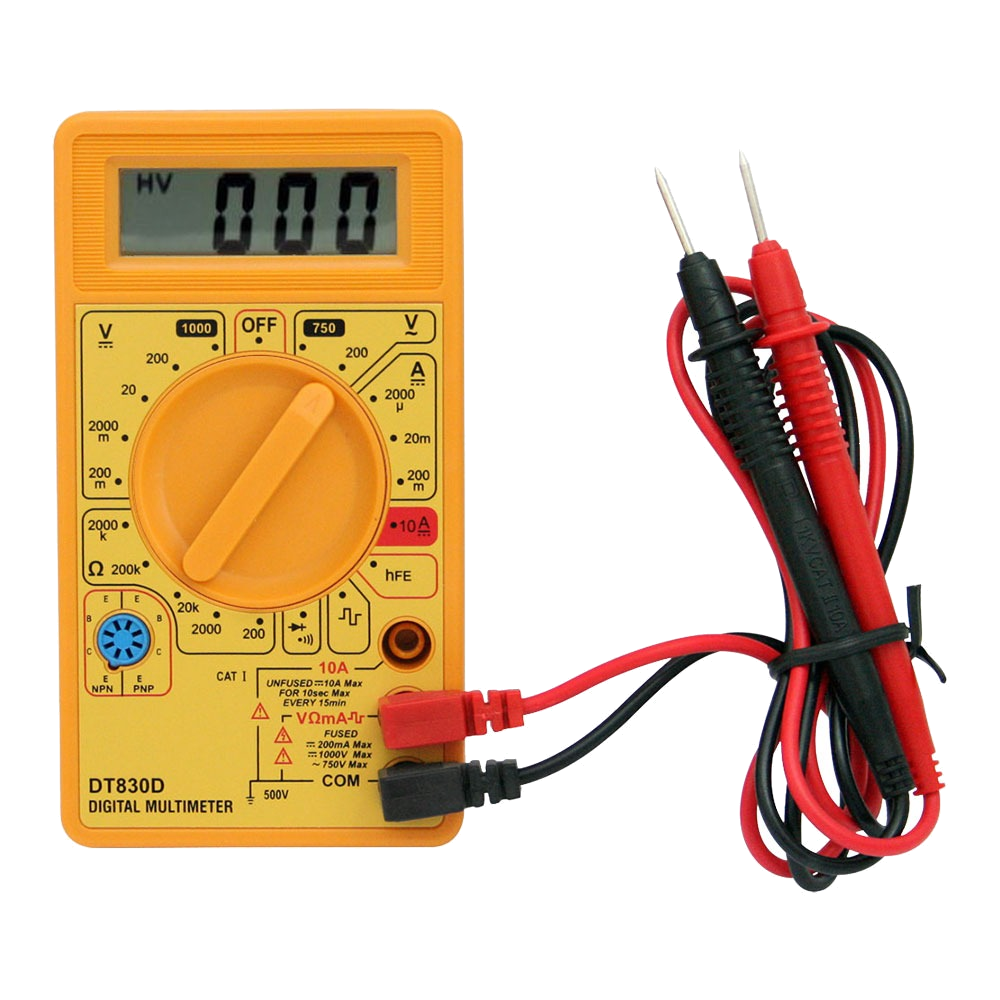 HV 000
V 1000 OFF 750 V
200 200
20 A
2000 μ
2000 m 20m
200 m 200 m
2000 k 10A
Ω 200k hFE
20k
2000 200
E E
B B
C C
E E
NPN PNP
CAT I 10A
UNFUSED 10A Max
FOR 10sec Max
EVERY 15min
VΩmA
FUSED
200mA Max
1000V Max
~ 750V Max
COM
500V
DT830D
DIGITAL MULTIMETER